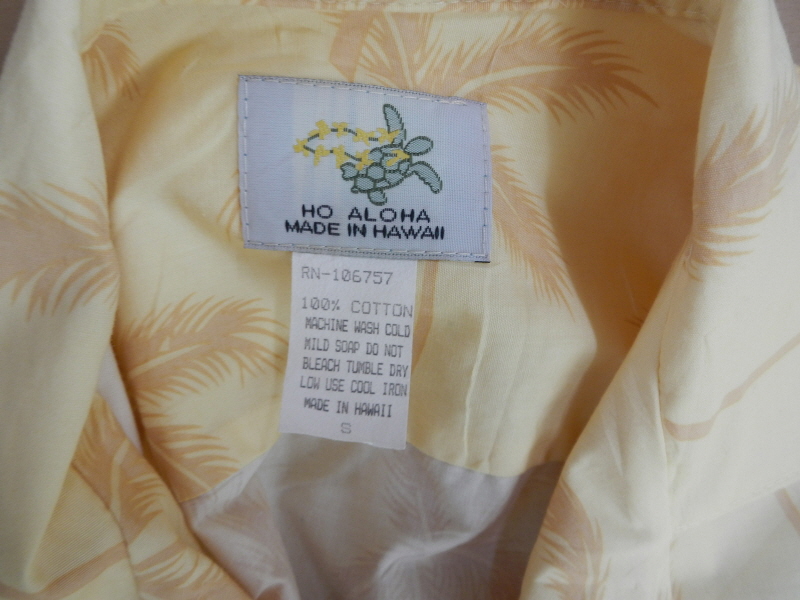 HO ALOHA
MADE IN HAWAII
RN-106757
100% COTTON
MACHINE WASH COLD
MILD SOAP DO NOT
BLEACH TUMBLE DRY
LOW USE COOL IRON
MADE IN HAWAII
S